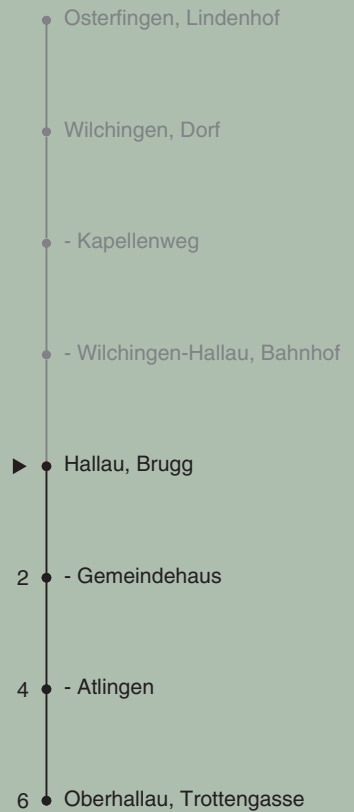 Osterfingen, Lindenhof
Wilchingen, Dorf
- Kapellenweg
- Wilchingen-Hallau, Bahnhof
Hallau, Brugg
2 - Gemeindehaus
4 - Atlingen
6 Oberhallau, Trottengasse